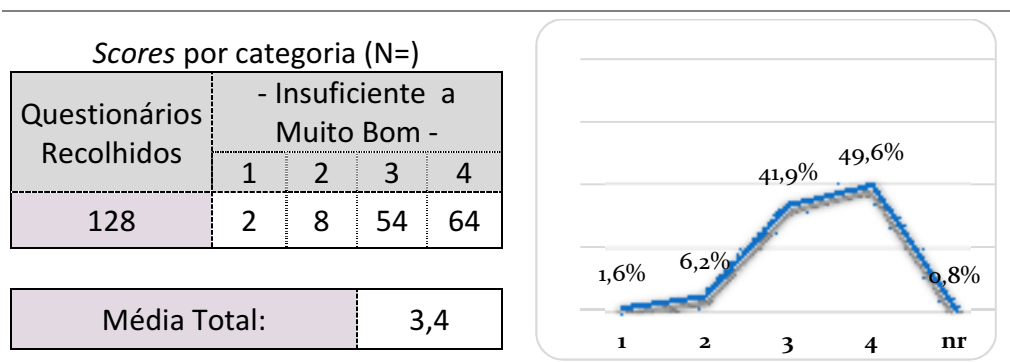 Scores por categoria (N=)
Questionários Recolhidos
- Insuficiente a
Muito Bom -
1 2 3 4
128 2 8 54 64
Média Total: 3,4
1,6% 6,2% 41,9% 49,6% 0,8%
1 2 3 4 nr